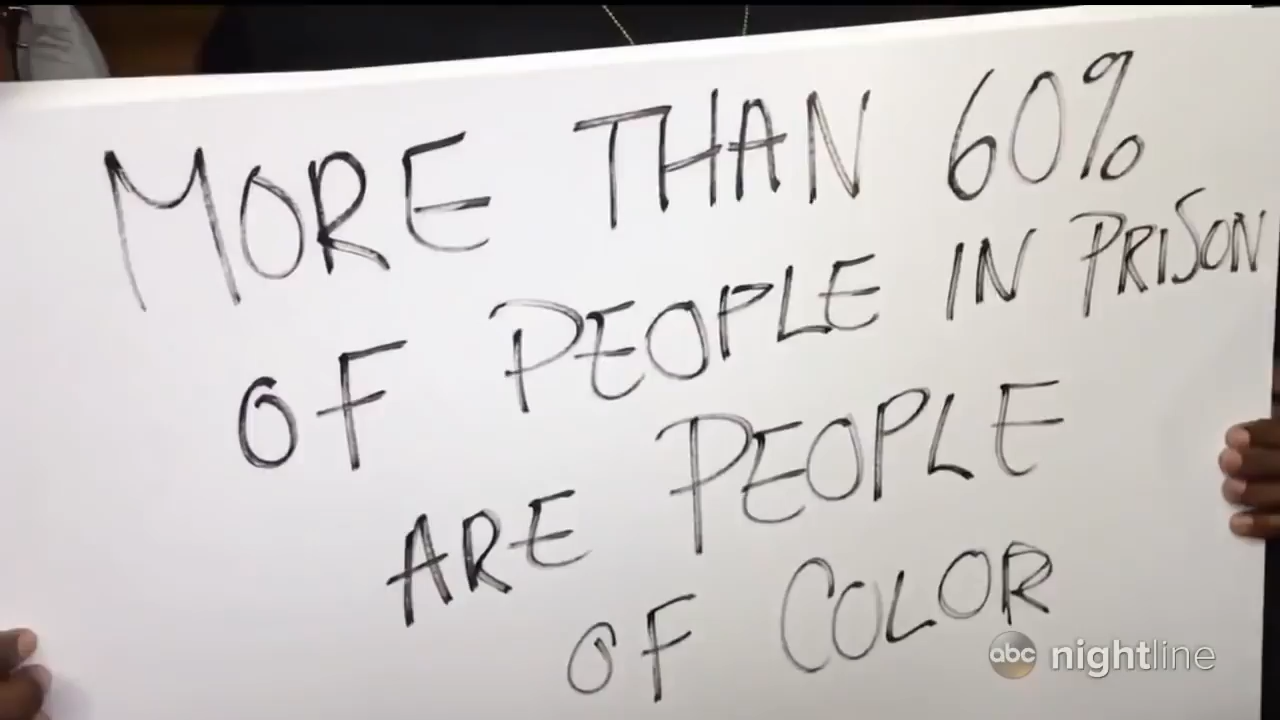 MORE THAN 60%
OF PEOPLE IN PRISON
ARE PEOPLE
OF COLOR
abc nightline